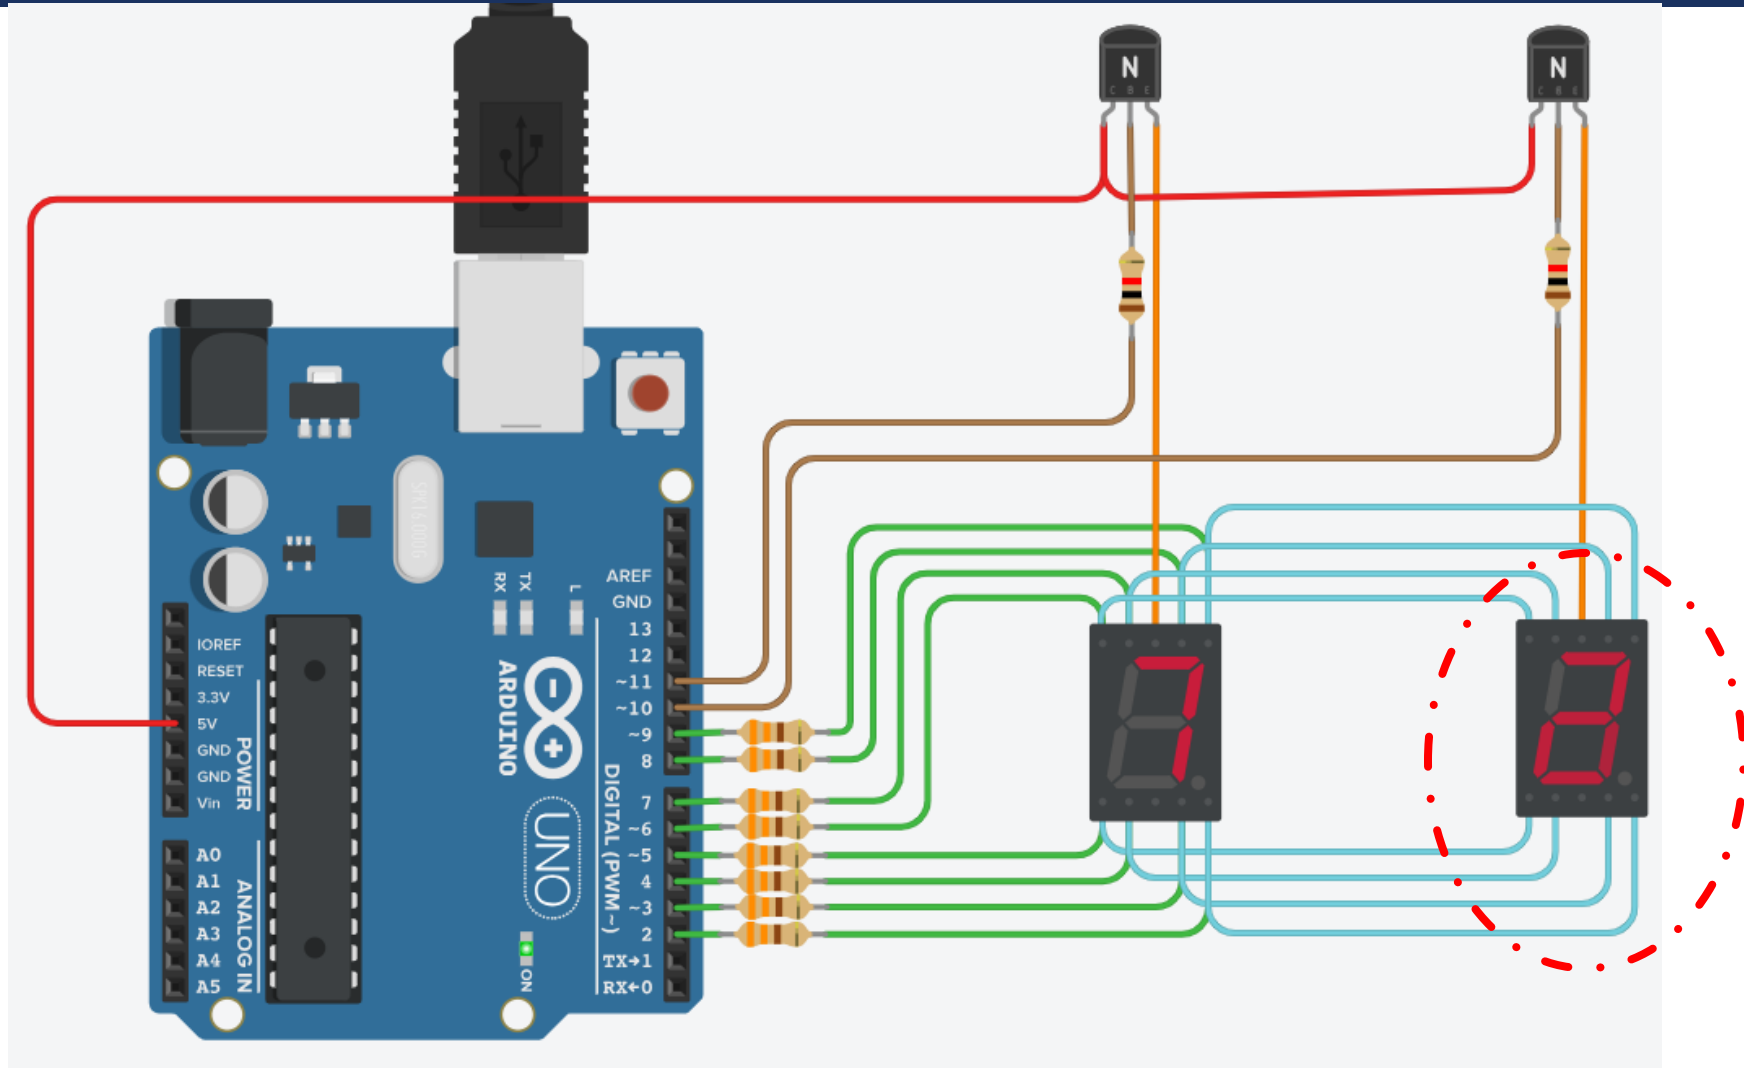 N
C B E
N
C B E
SPK16.000G
RX
TX
L
AREF
GND
13
12
~11
~10
~9
8
7
~6
~5
4
~3
2
TX→1
RX←0
DIGITAL (PWM~)
ARDUINO
UNO
ON
IOREF
RESET
3.3V
5V
GND
GND
Vin
POWER
A0
A1
A2
A3
A4
A5
ANALOG IN